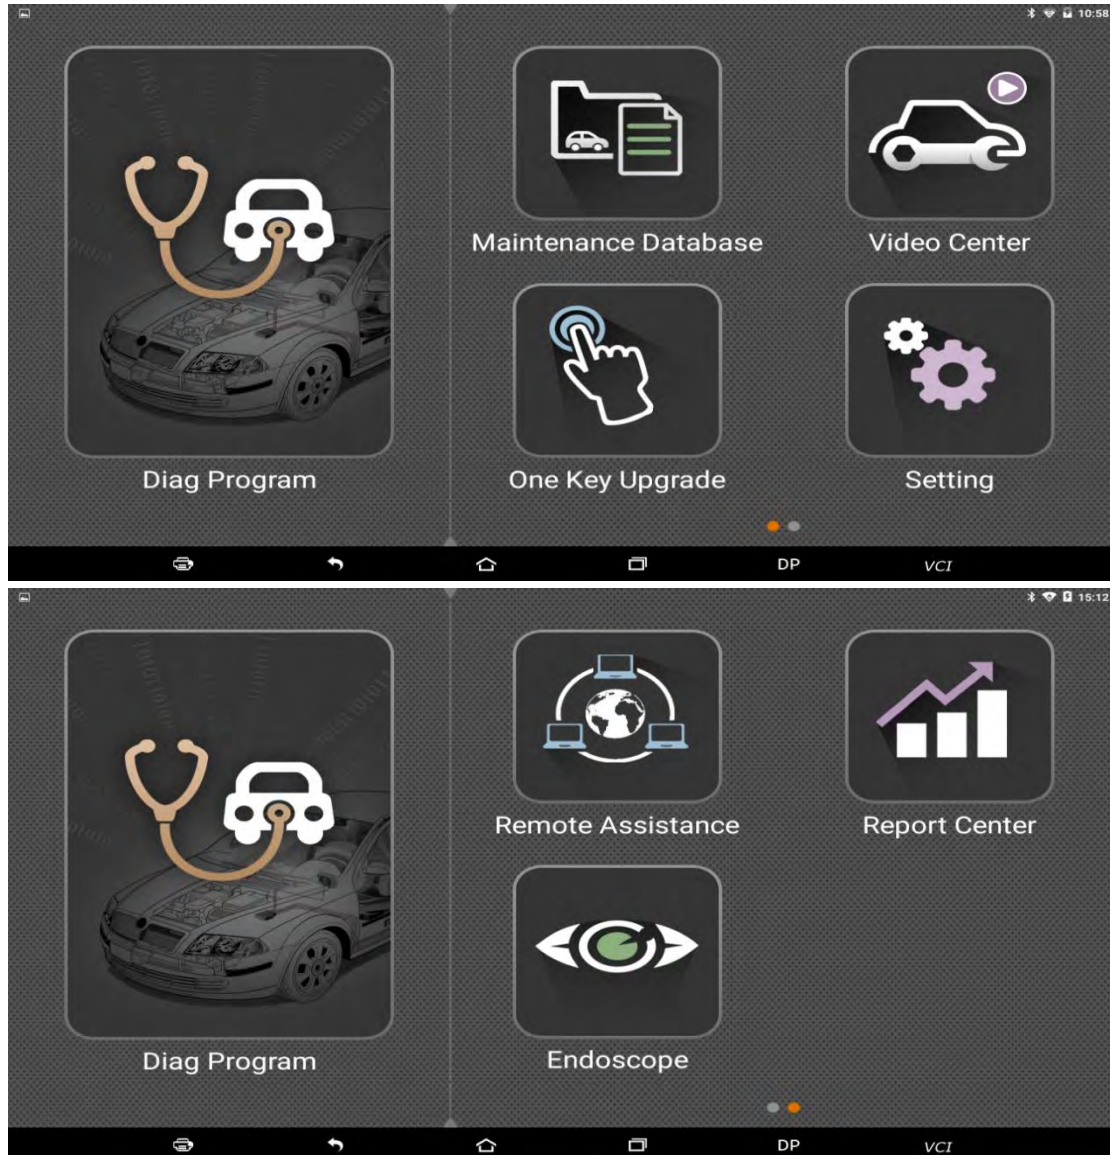 10:58
Maintenance Database
Video Center
Diag Program
One Key Upgrade
Setting
DP
VCI
15:12
Remote Assistance
Report Center
Diag Program
Endoscope
DP
VCI